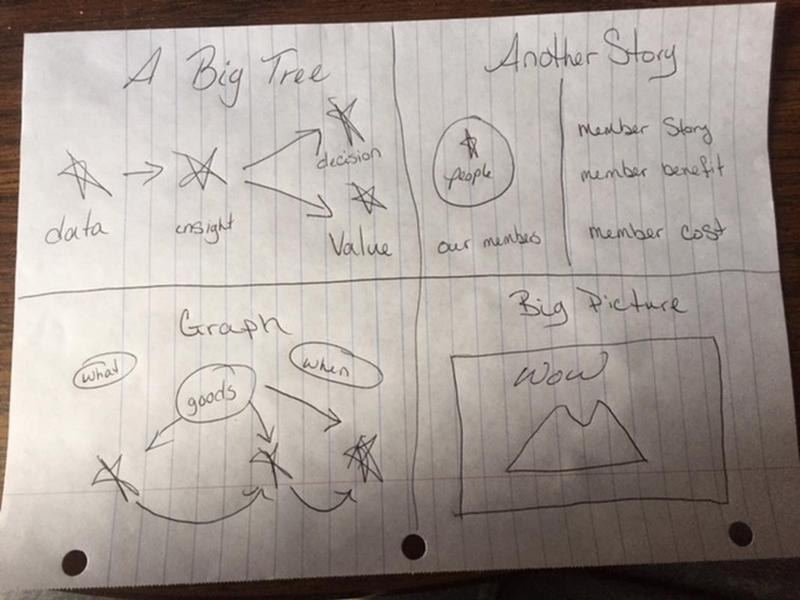 A Big Tree
data
insight
decision
Value
Another Story
people
our members
member Story
member benefit
member cost
Graph
what
goods
when
Big Picture
WOW